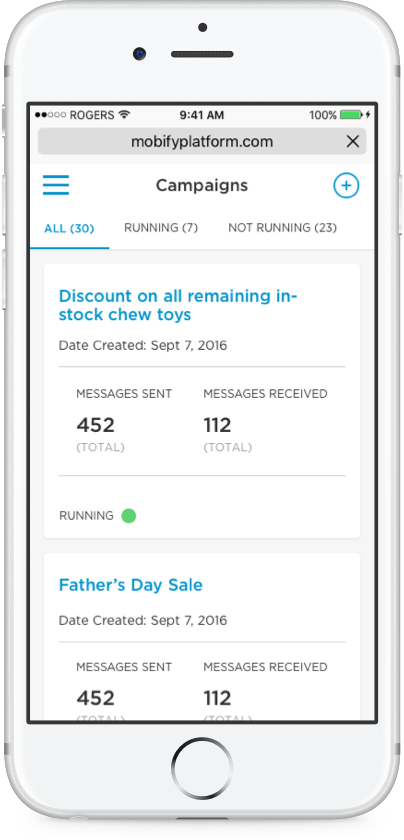 ROGERS 9:41 AM 100%
mobifyplatform.com
Campaigns
ALL (30) RUNNING (7) NOT RUNNING (23)
Discount on all remaining in-
stock chew toys
Date Created: Sept 7, 2016
MESSAGES SENT MESSAGES RECEIVED
452 112
(TOTAL) (TOTAL)
RUNNING
Father's Day Sale
Date Created: Sept 7, 2016
MESSAGES SENT MESSAGES RECEIVED
452 112
(TOTAL) (TOTAL)